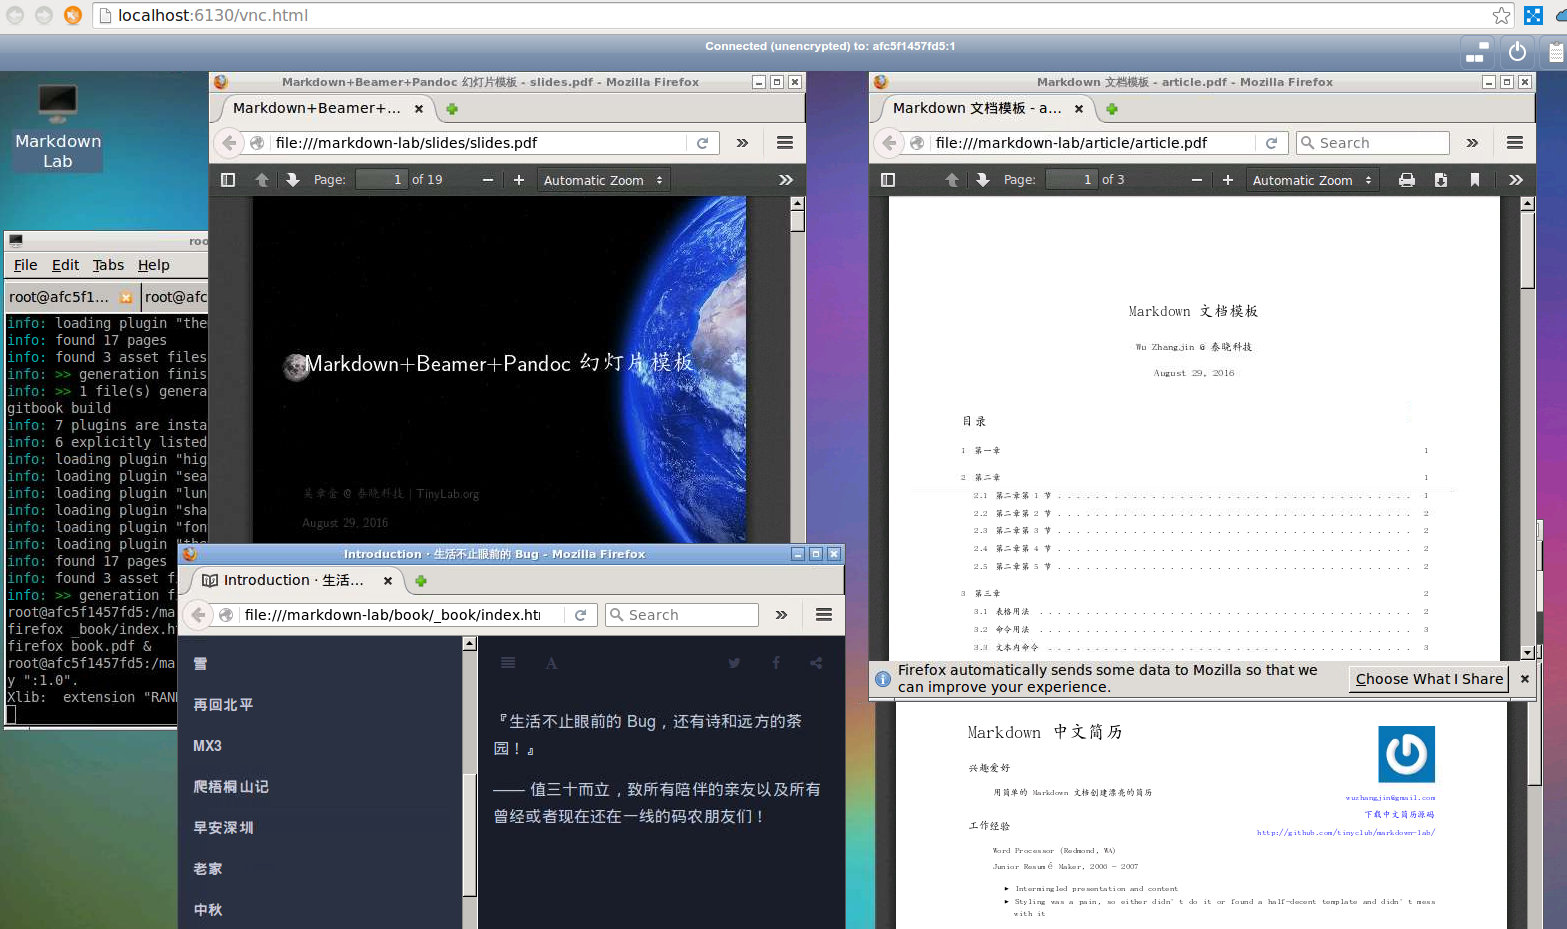 localhost:6130/vnc.html
Connected (unencrypted) to: afc5f1457fd5:1
Markdown
Lab
Markdown+Beamer+Pandoc 幻灯片模板 - slides.pdf - Mozilla Firefox
Markdown+Beamer+...
file:///markdown-lab/slides/slides.pdf
Page: 1 of 19
Automatic Zoom
Markdown+Beamer+Pandoc 幻灯片模板
吴章金 @ 泰晓科技 | TinyLab.org
August 29, 2016
Markdown 文档模板 - article.pdf - Mozilla Firefox
Markdown 文档模板 - a...
file:///markdown-lab/article/article.pdf
Search
Page: 1 of 3
Automatic Zoom
Markdown 文档模板
Wu Zhangjin @ 泰晓科技
August 29, 2016
目录
1 第一章 1
2 第二章 1
2.1 第二章第 1 节 1
2.2 第二章第 2 节 2
2.3 第二章第 3 节 2
2.4 第二章第 4 节 2
2.5 第二章第 5 节 2
3 第三章 2
3.1 表格用法 2
3.2 命令用法 3
3.3 文本内命令 3
Firefox automatically sends some data to Mozilla so that we
can improve your experience.
Choose What I Share
roo
File Edit Tabs Help
root@afc5f1... root@afc
info: loading plugin "the
info: found 17 pages
info: found 3 asset files
info: >> generation finis
info: >> 1 file(s) genera
gitbook build
info: 7 plugins are insta
info: 6 explicitly listed
info: loading plugin "hig
info: loading plugin "sea
info: loading plugin "lun
info: loading plugin "sha
info: loading plugin "fon
info: loading plugin "the
info: found 17 pages
info: found 3 asset f
info: >> generation f
root@afc5f1457fd5:/ma
firefox _book/index.h
firefox book.pdf &
root@afc5f1457fd5:/ma
y ":1.0".
Xlib: extension "RAN
Introduction · 生活不止眼前的 Bug - Mozilla Firefox
Introduction · 生活...
file:///markdown-lab/book/_book/index.ht
Search
雪
再回北平
MX3
爬梧桐山记
早安深圳
老家
中秋
『生活不止眼前的 Bug，还有诗和远方的茶
园！』
—— 值三十而立，致所有陪伴的亲友以及所有
曾经或者现在还在一线的码农朋友们！
Markdown 中文简历
兴趣爱好
用简单的 Markdown 文档创建漂亮的简历
wuzhangjin@gmail.com
下载中文简历源码
http://github.com/tinyclub/markdown-lab/
工作经验
Word Processor (Redmond, WA)
Junior Resumé Maker, 2006 - 2007
► Intermingled presentation and content
► Styling was a pain, so either didn't do it or found a half-decent template and didn't mess
with it